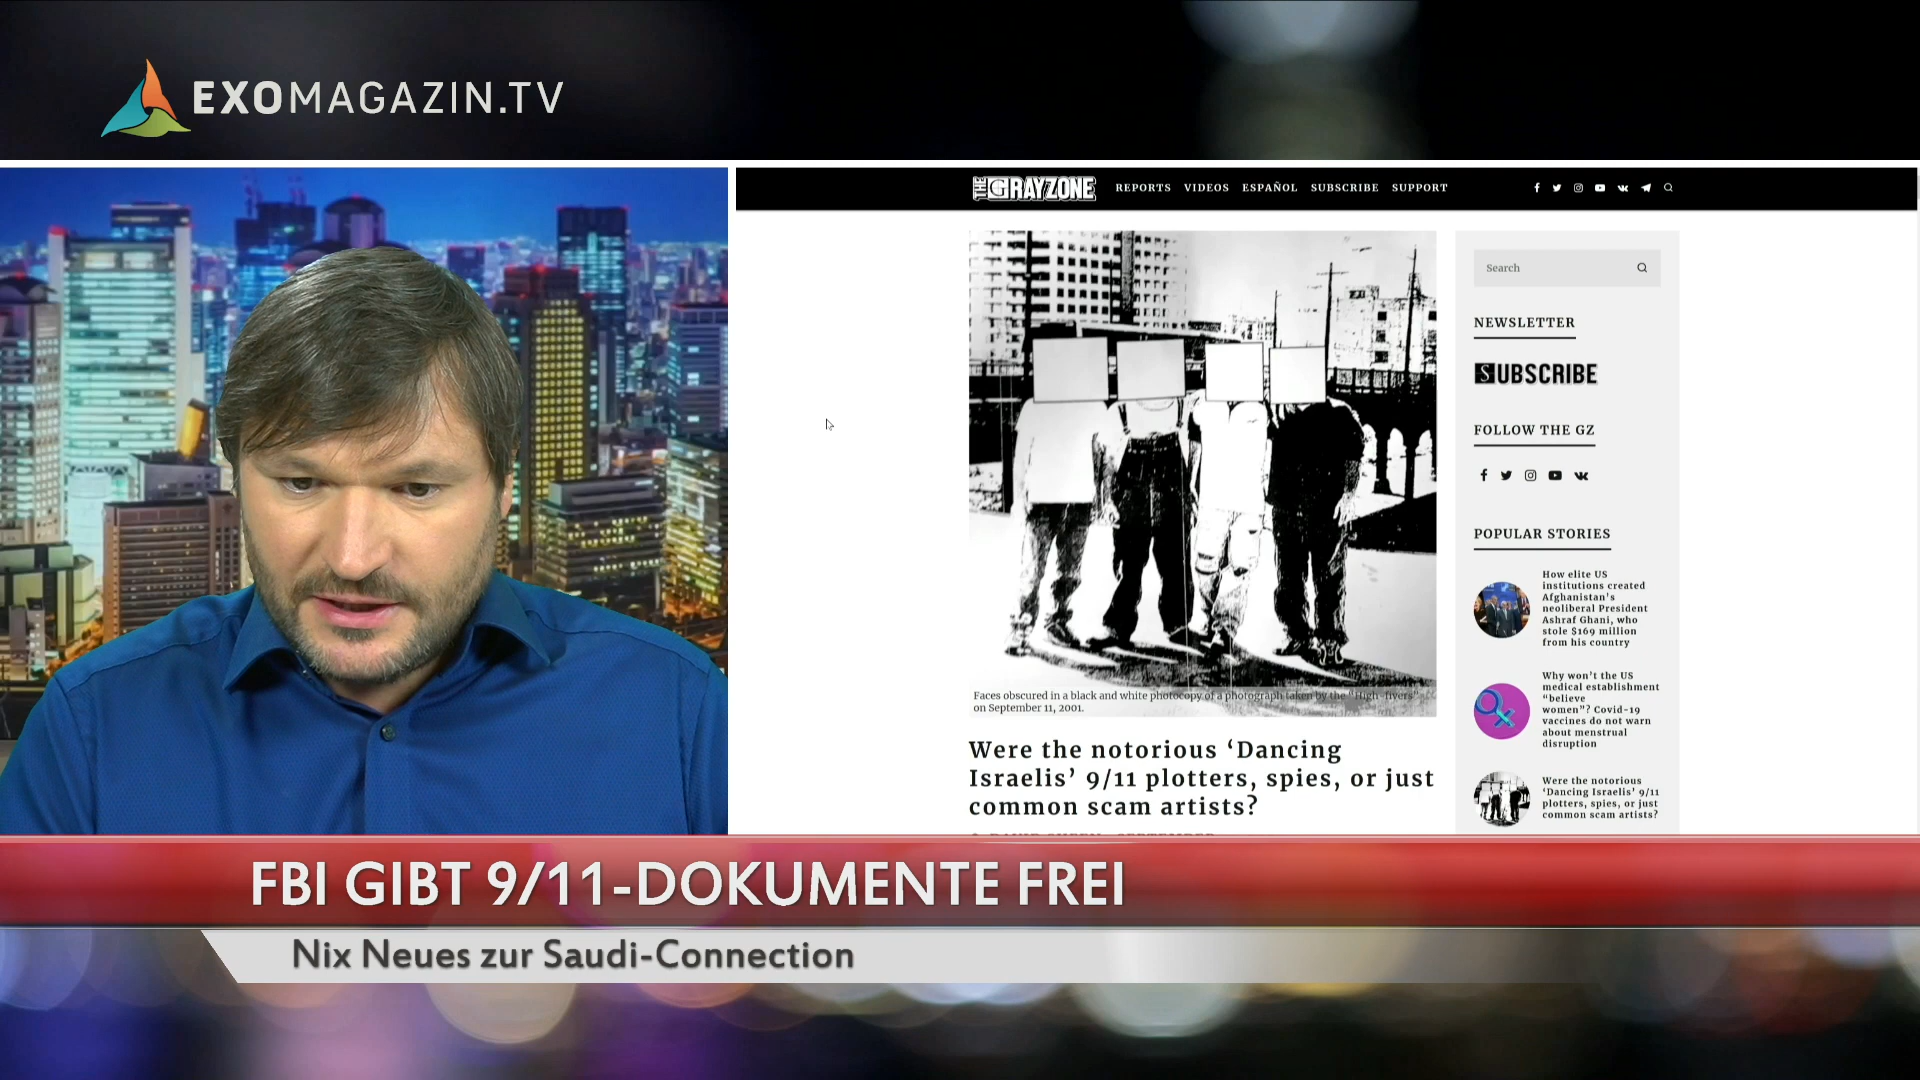 EXOMAGAZIN.TV
THE GRAYZONE
REPORTS VIDEOS ESPAÑOL SUBSCRIBE SUPPORT
Faces obscured in a black and white photocopy of a photograph taken by the "High-fivers"
on September 11, 2001.
Were the notorious ‘Dancing
Israelis’ 9/11 plotters, spies, or just
common scam artists?
Search
NEWSLETTER
SUBSCRIBE
FOLLOW THE GZ
POPULAR STORIES
How elite US
institutions created
Afghanistan's
neoliberal President
Ashraf Ghani, who
stole $169 million
from his country
Why won't the US
medical establishment
“believe
women”? Covid-19
vaccines do not warn
about menstrual
disruption
Were the notorious
‘Dancing Israelis’ 9/11
plotters, spies, or just
common scam artists?
FBI GIBT 9/11-DOKUMENTE FREI
Nix Neues zur Saudi-Connection